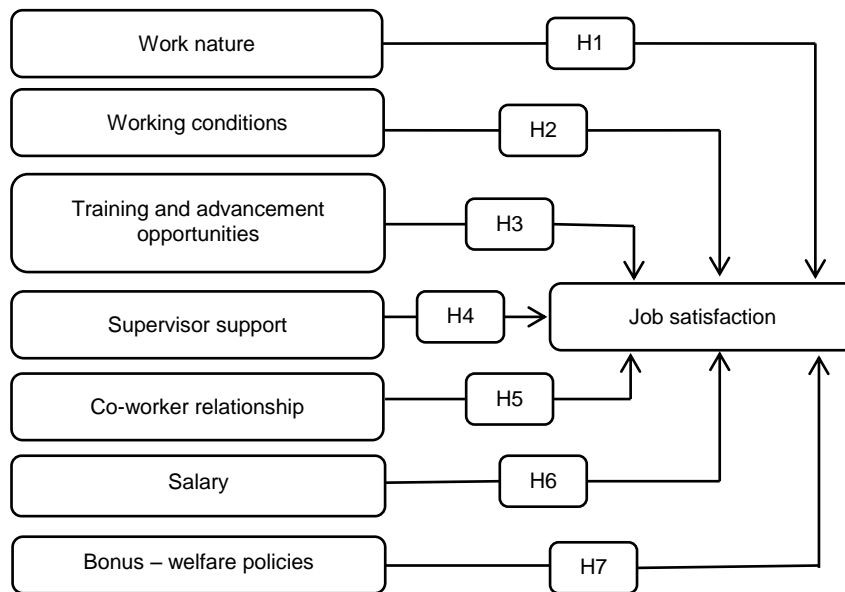 Work nature
H1
Working conditions
H2
Training and advancement
opportunities
H3
Supervisor support
H4
Job satisfaction
Co-worker relationship
H5
Salary
H6
Bonus – welfare policies
H7